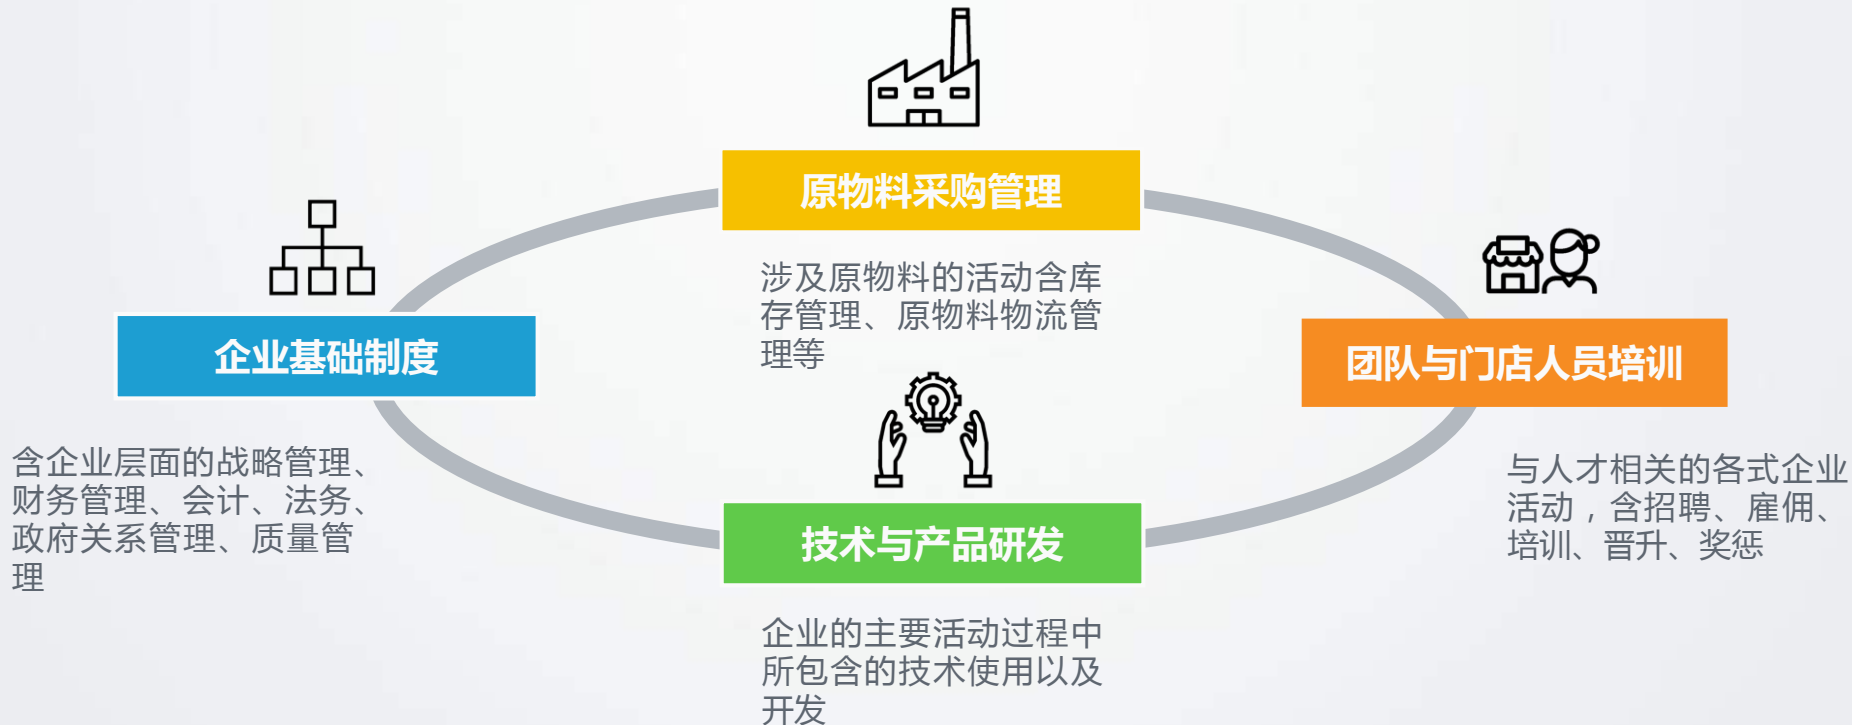 原物料采购管理
涉及原物料的活动含库
存管理、原物料物流管
理等
企业基础制度
含企业层面的战略管理、
财务管理、会计、法务、
政府关系管理、质量管
理
团队与门店人员培训
与人才相关的各式企业
活动，含招聘、雇佣、
培训、晋升、奖惩
技术与产品研发
企业的主要活动过程中
所包含的技术使用以及
开发